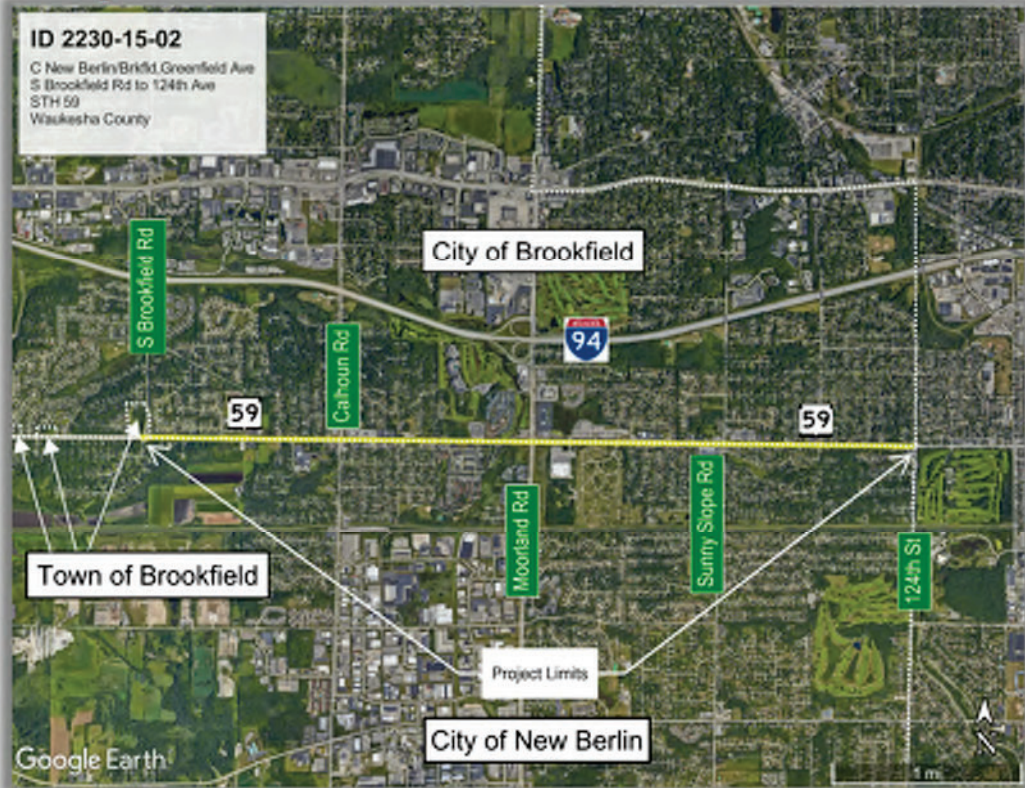 ID 2230-15-02
C New Berlin/Brkfld,Greenfield Ave
S Brookfield Rd to 124th Ave
STH 59
Waukesha County
City of Brookfield
S Brookfield Rd
94
Calhoun Rd
59
59
Moorland Rd
Sunny Slope Rd
124th St
Town of Brookfield
Project Limits
City of New Berlin
Google Earth
1 mi